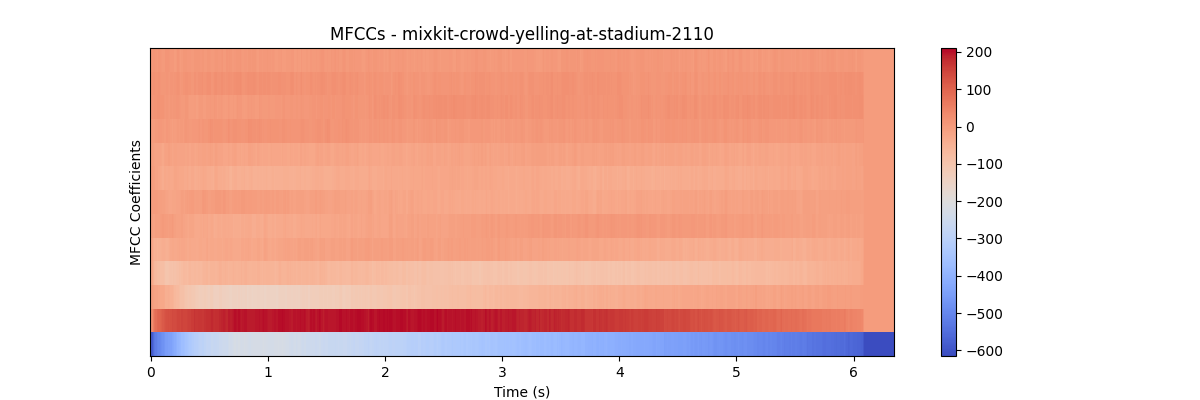 MFCCs - mixkit-crowd-yelling-at-stadium-2110
MFCC Coefficients
0 1 2 3 4 5 6
Time (s)
200
100
0
−100
−200
−300
−400
−500
−600